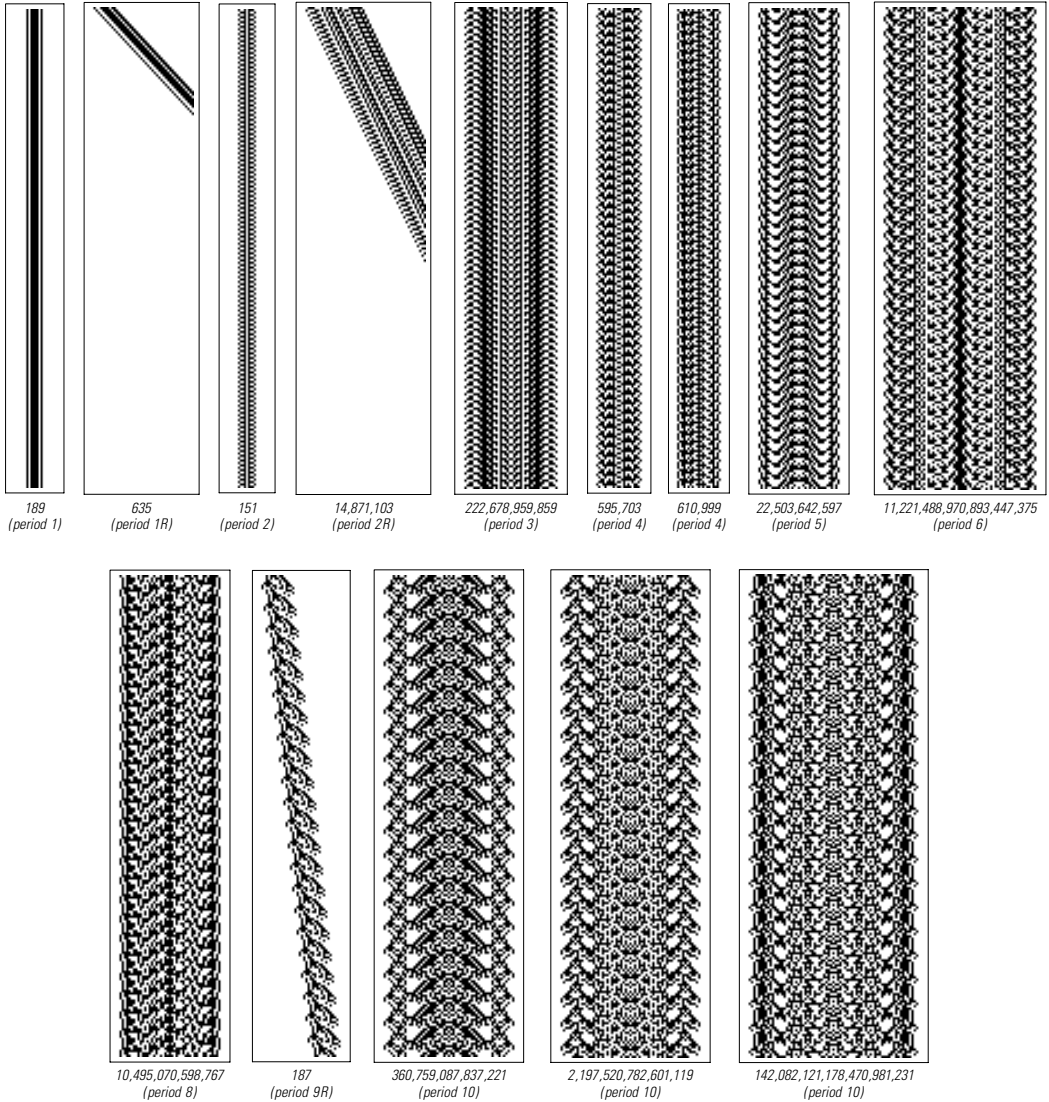 189
(period 1)
635
(period 1R)
151
(period 2)
14,871,103
(period 2R)
222,678,959,859
(period 3)
595,703
(period 4)
610,999
(period 4)
22,503,642,597
(period 5)
11,221,488,970,893,447,375
(period 6)
10,495,070,598,767
(period 8)
187
(period 9R)
360,759,087,837,221
(period 10)
2,197,520,782,601,119
(period 10)
142,082,121,178,470,981,231
(period 10)